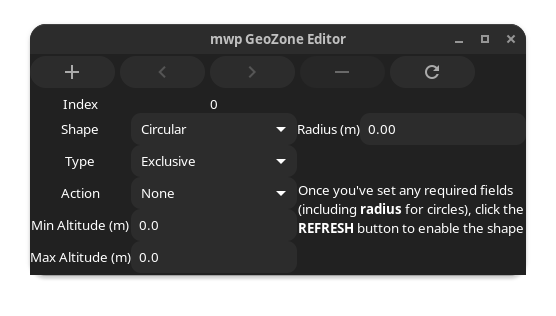 mwp GeoZone Editor
Index 0
Shape Circular Radius (m) 0.00
Type Exclusive
Action None
Once you've set any required fields
(including radius for circles), click the
REFRESH button to enable the shape
Min Altitude (m) 0.0
Max Altitude (m) 0.0